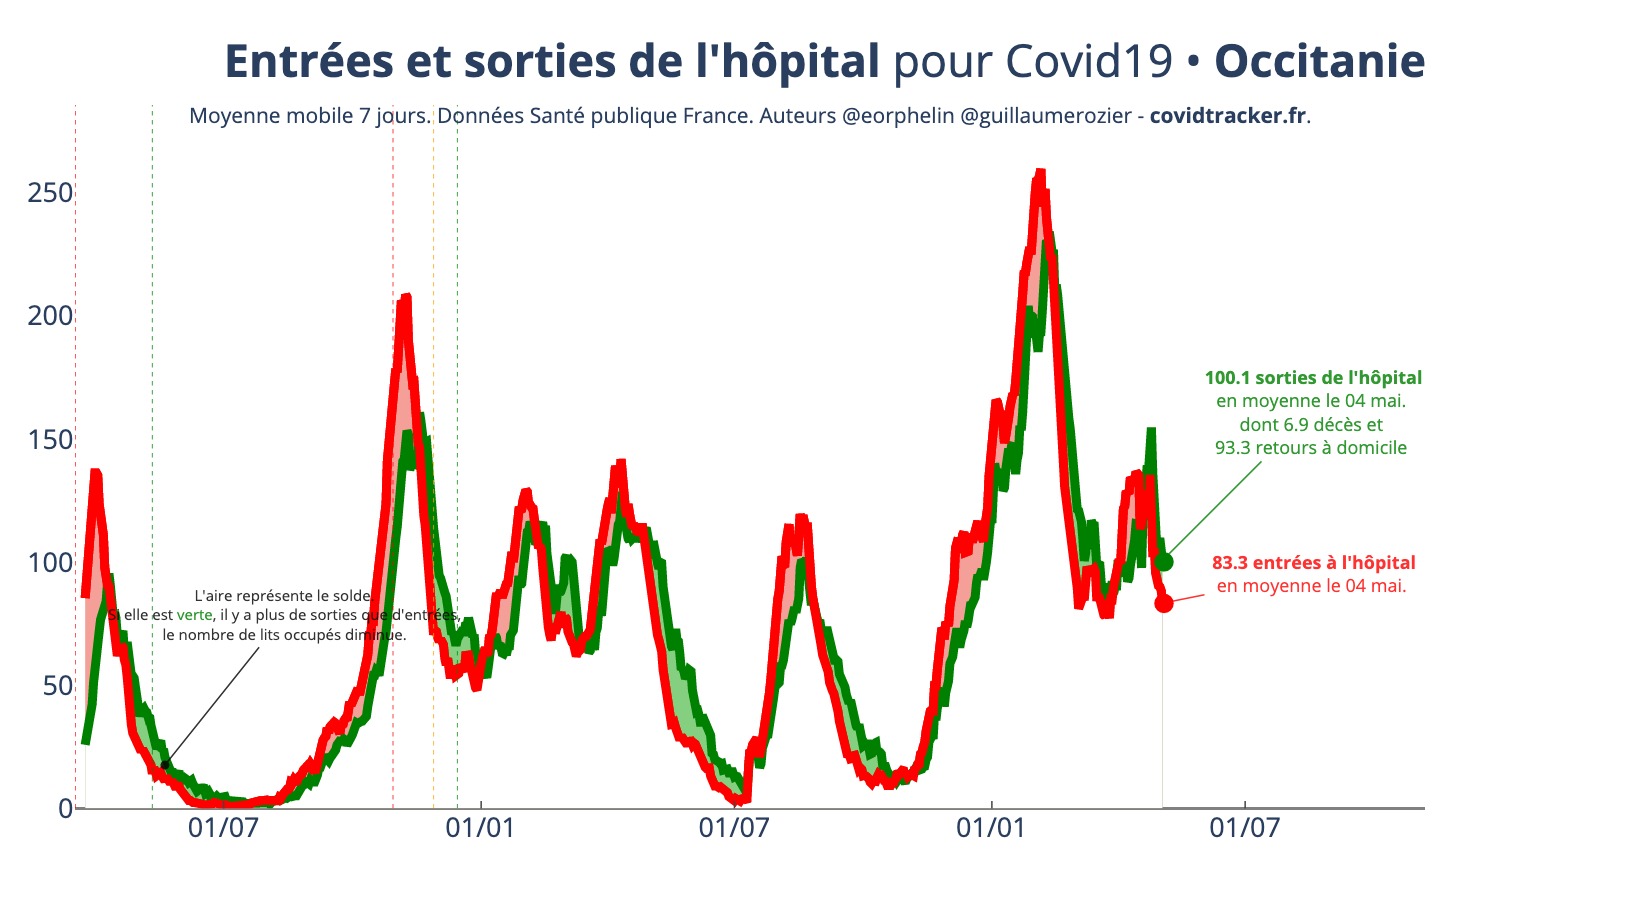 Entrées et sorties de l'hôpital pour Covid19 • Occitanie
Moyenne mobile 7 jours. Données Santé publique France. Auteurs @eorphelin @guillaumerozier - covidtracker.fr.
250
200
150
100
50
0
100.1 sorties de l'hôpital
en moyenne le 04 mai.
dont 6.9 décès et
93.3 retours à domicile
83.3 entrées à l'hôpital
en moyenne le 04 mai.
L'aire représente le solde.
Si elle est verte, il y a plus de sorties que d'entrées,
le nombre de lits occupés diminue.
01/07
01/01
01/07
01/01
01/07